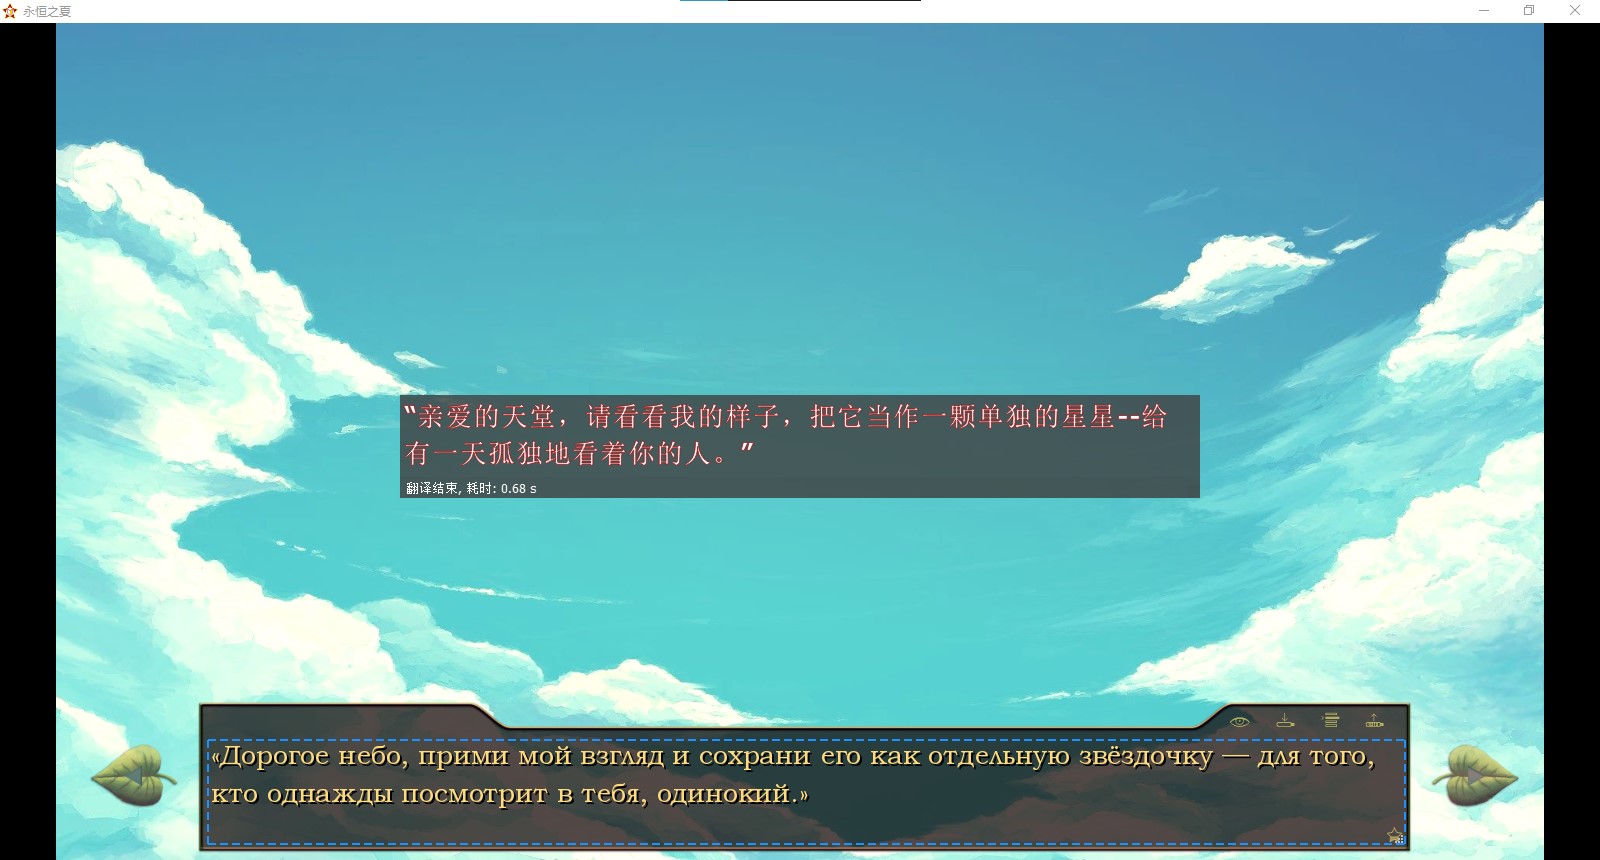 永恒之夏
“亲爱的天堂，请看看我的样子，把它当作一颗单独的星星--给
有一天孤独地看着你的人。”
翻译结束, 耗时: 0.68 s
«Дорогое небо, прими мой взгляд и сохрани его как отдельную звёздочку — для того,
кто однажды посмотрит в тебя, одинокий.»